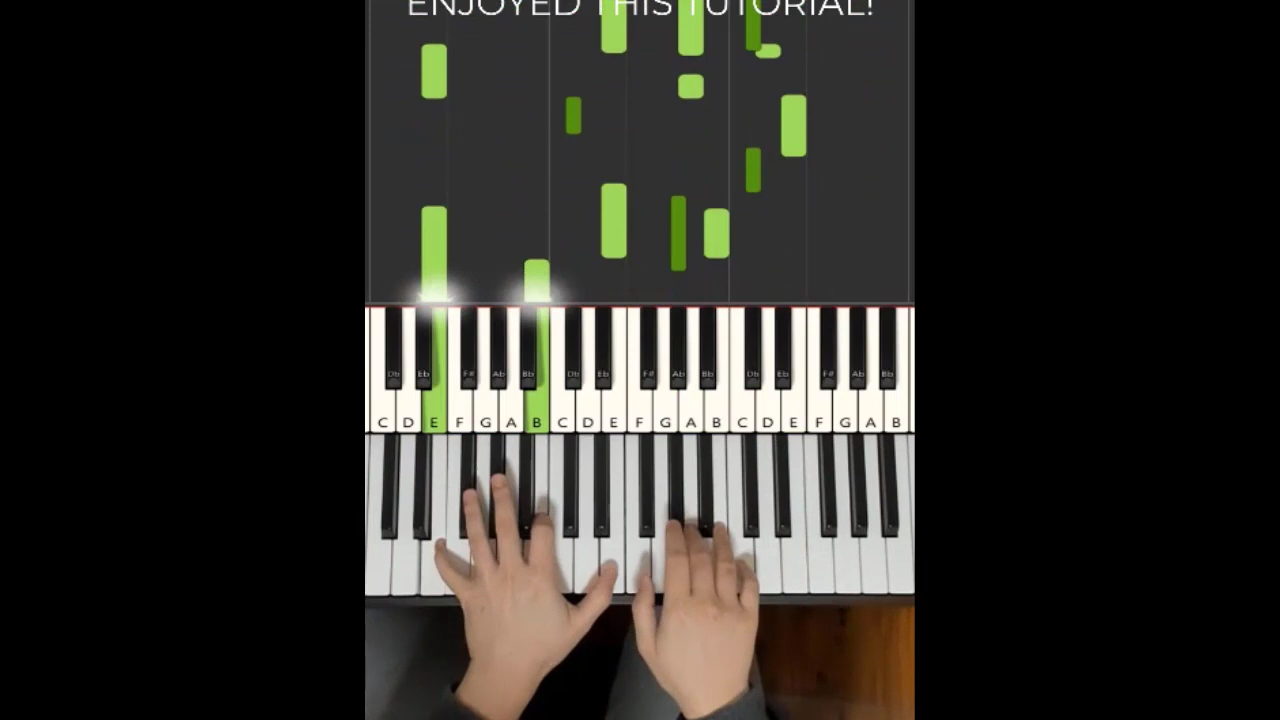 ENJOYED THIS TUTORIAL!
Db Eb F# Ab Bb Db Eb F# Ab Bb Db Eb F# Ab Bb
C D E F G A B C D E F G A B C D E F G A B